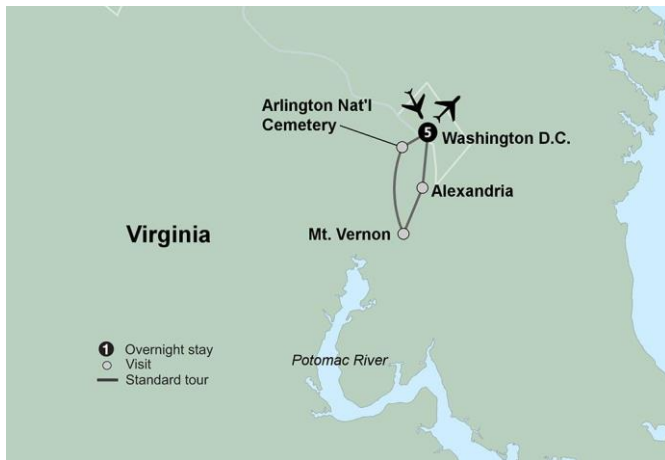 Arlington Nat'l
Cemetery
5
Washington D.C.
Alexandria
Mt. Vernon
Virginia
Potomac River
1 Overnight stay
Visit
Standard tour